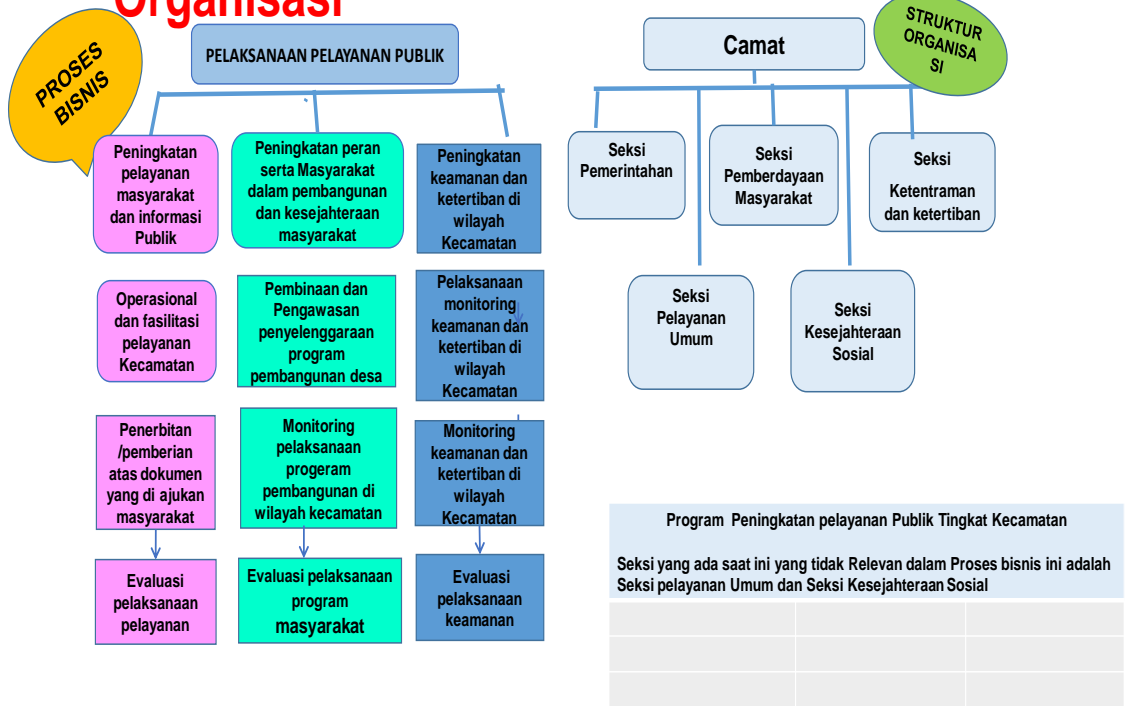 Organisasi
PROSES
BISNIS
PELAKSANAAN PELAYANAN PUBLIK
Peningkatan
pelayanan
masyarakat
dan informasi
Publik
Peningkatan peran
serta Masyarakat
dalam pembangunan
dan kesejahteraan
masyarakat
Peningkatan
keamanan dan
ketertiban di
wilayah
Kecamatan
Operasional
dan fasilitasi
pelayanan
Kecamatan
Pembinaan dan
Pengawasan
penyelenggaraan
program
pembangunan desa
Pelaksanaan
monitoring
keamanan dan
ketertiban di
wilayah
Kecamatan
Penerbitan
/pemberian
atas dokumen
yang di ajukan
masyarakat
Monitoring
pelaksanaan
progeram
pembangunan di
wilayah kecamatan
Monitoring
keamanan dan
ketertiban di
wilayah
Kecamatan
Evaluasi
pelaksanaan
pelayanan
Evaluasi pelaksanaan
program
masyarakat
Evaluasi
pelaksanaan
keamanan
STRUKTUR
ORGANISA
SI
Camat
Seksi
Pemerintahan
Seksi
Pemberdayaan
Masyarakat
Seksi
Ketentraman
dan ketertiban
Seksi
Pelayanan
Umum
Seksi
Kesejahteraan
Sosial
Program Peningkatan pelayanan Publik Tingkat Kecamatan
Seksi yang ada saat ini yang tidak Relevan dalam Proses bisnis ini adalah
Seksi pelayanan Umum dan Seksi Kesejahteraan Sosial